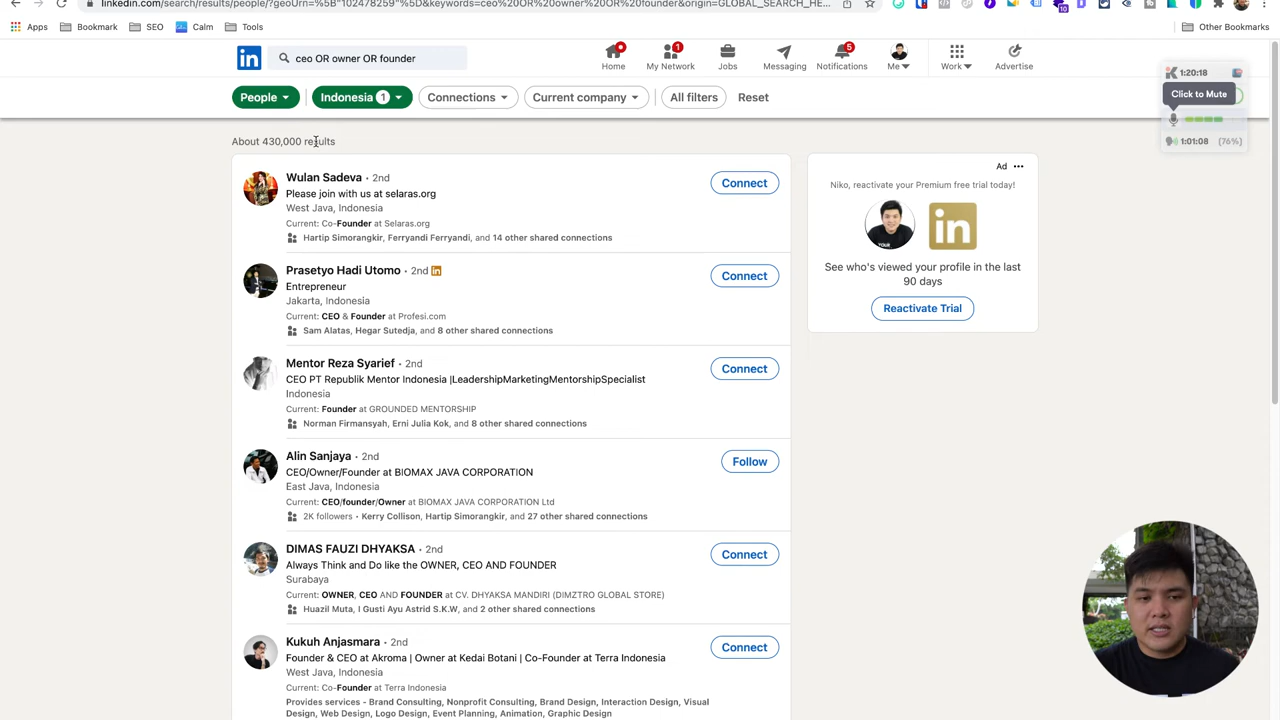 linkedin.com/search/results/people/?geoUrn=%5B"102478259"%5D&keywords=ceo%20OR%20owner%20OR%20founder&origin=GLOBAL_SEARCH_HE...
Apps
Bookmark
SEO
Calm
Tools
Other Bookmarks
in
ceo OR owner OR founder
Home
1
My Network
Jobs
Messaging
5
Notifications
Me
Work
Advertise
1:20:18
Click to Mute
1:01:08 (76%)
People
Indonesia 1
Connections
Current company
All filters
Reset
About 430,000 results
Wulan Sadeva • 2nd
Please join with us at selaras.org
West Java, Indonesia
Current: Co-Founder at Selaras.org
Hartip Simorangkir, Ferryandi Ferryandi, and 14 other shared connections
Connect
Prasetyo Hadi Utomo • 2nd in
Entrepreneur
Jakarta, Indonesia
Current: CEO & Founder at Profesi.com
Sam Alatas, Hegar Sutedja, and 8 other shared connections
Connect
Mentor Reza Syarief • 2nd
CEO PT Republik Mentor Indonesia |LeadershipMarketingMentorshipSpecialist
Indonesia
Current: Founder at GROUNDED MENTORSHIP
Norman Firmansyah, Erni Julia Kok, and 8 other shared connections
Connect
Alin Sanjaya • 2nd
CEO/Owner/Founder at BIOMAX JAVA CORPORATION
East Java, Indonesia
Current: CEO/founder/Owner at BIOMAX JAVA CORPORATION Ltd
2K followers • Kerry Collison, Hartip Simorangkir, and 27 other shared connections
Follow
DIMAS FAUZI DHYAKSA • 2nd
Always Think and Do like the OWNER, CEO AND FOUNDER
Surabaya
Current: OWNER, CEO AND FOUNDER at CV. DHYAKSA MANDIRI (DIMZTRO GLOBAL STORE)
Huazil Muta, I Gusti Ayu Astrid S.K.W, and 2 other shared connections
Connect
Kukuh Anjasmara • 2nd
Founder & CEO at Akroma | Owner at Kedai Botani | Co-Founder at Terra Indonesia
West Java, Indonesia
Current: Co-Founder at Terra Indonesia
Provides services - Brand Consulting, Nonprofit Consulting, Brand Design, Interaction Design, Visual
Design, Web Design, Logo Design, Event Planning, Animation, Graphic Design
Connect
Ad •••
Niko, reactivate your Premium free trial today!
in
See who's viewed your profile in the last
90 days
Reactivate Trial